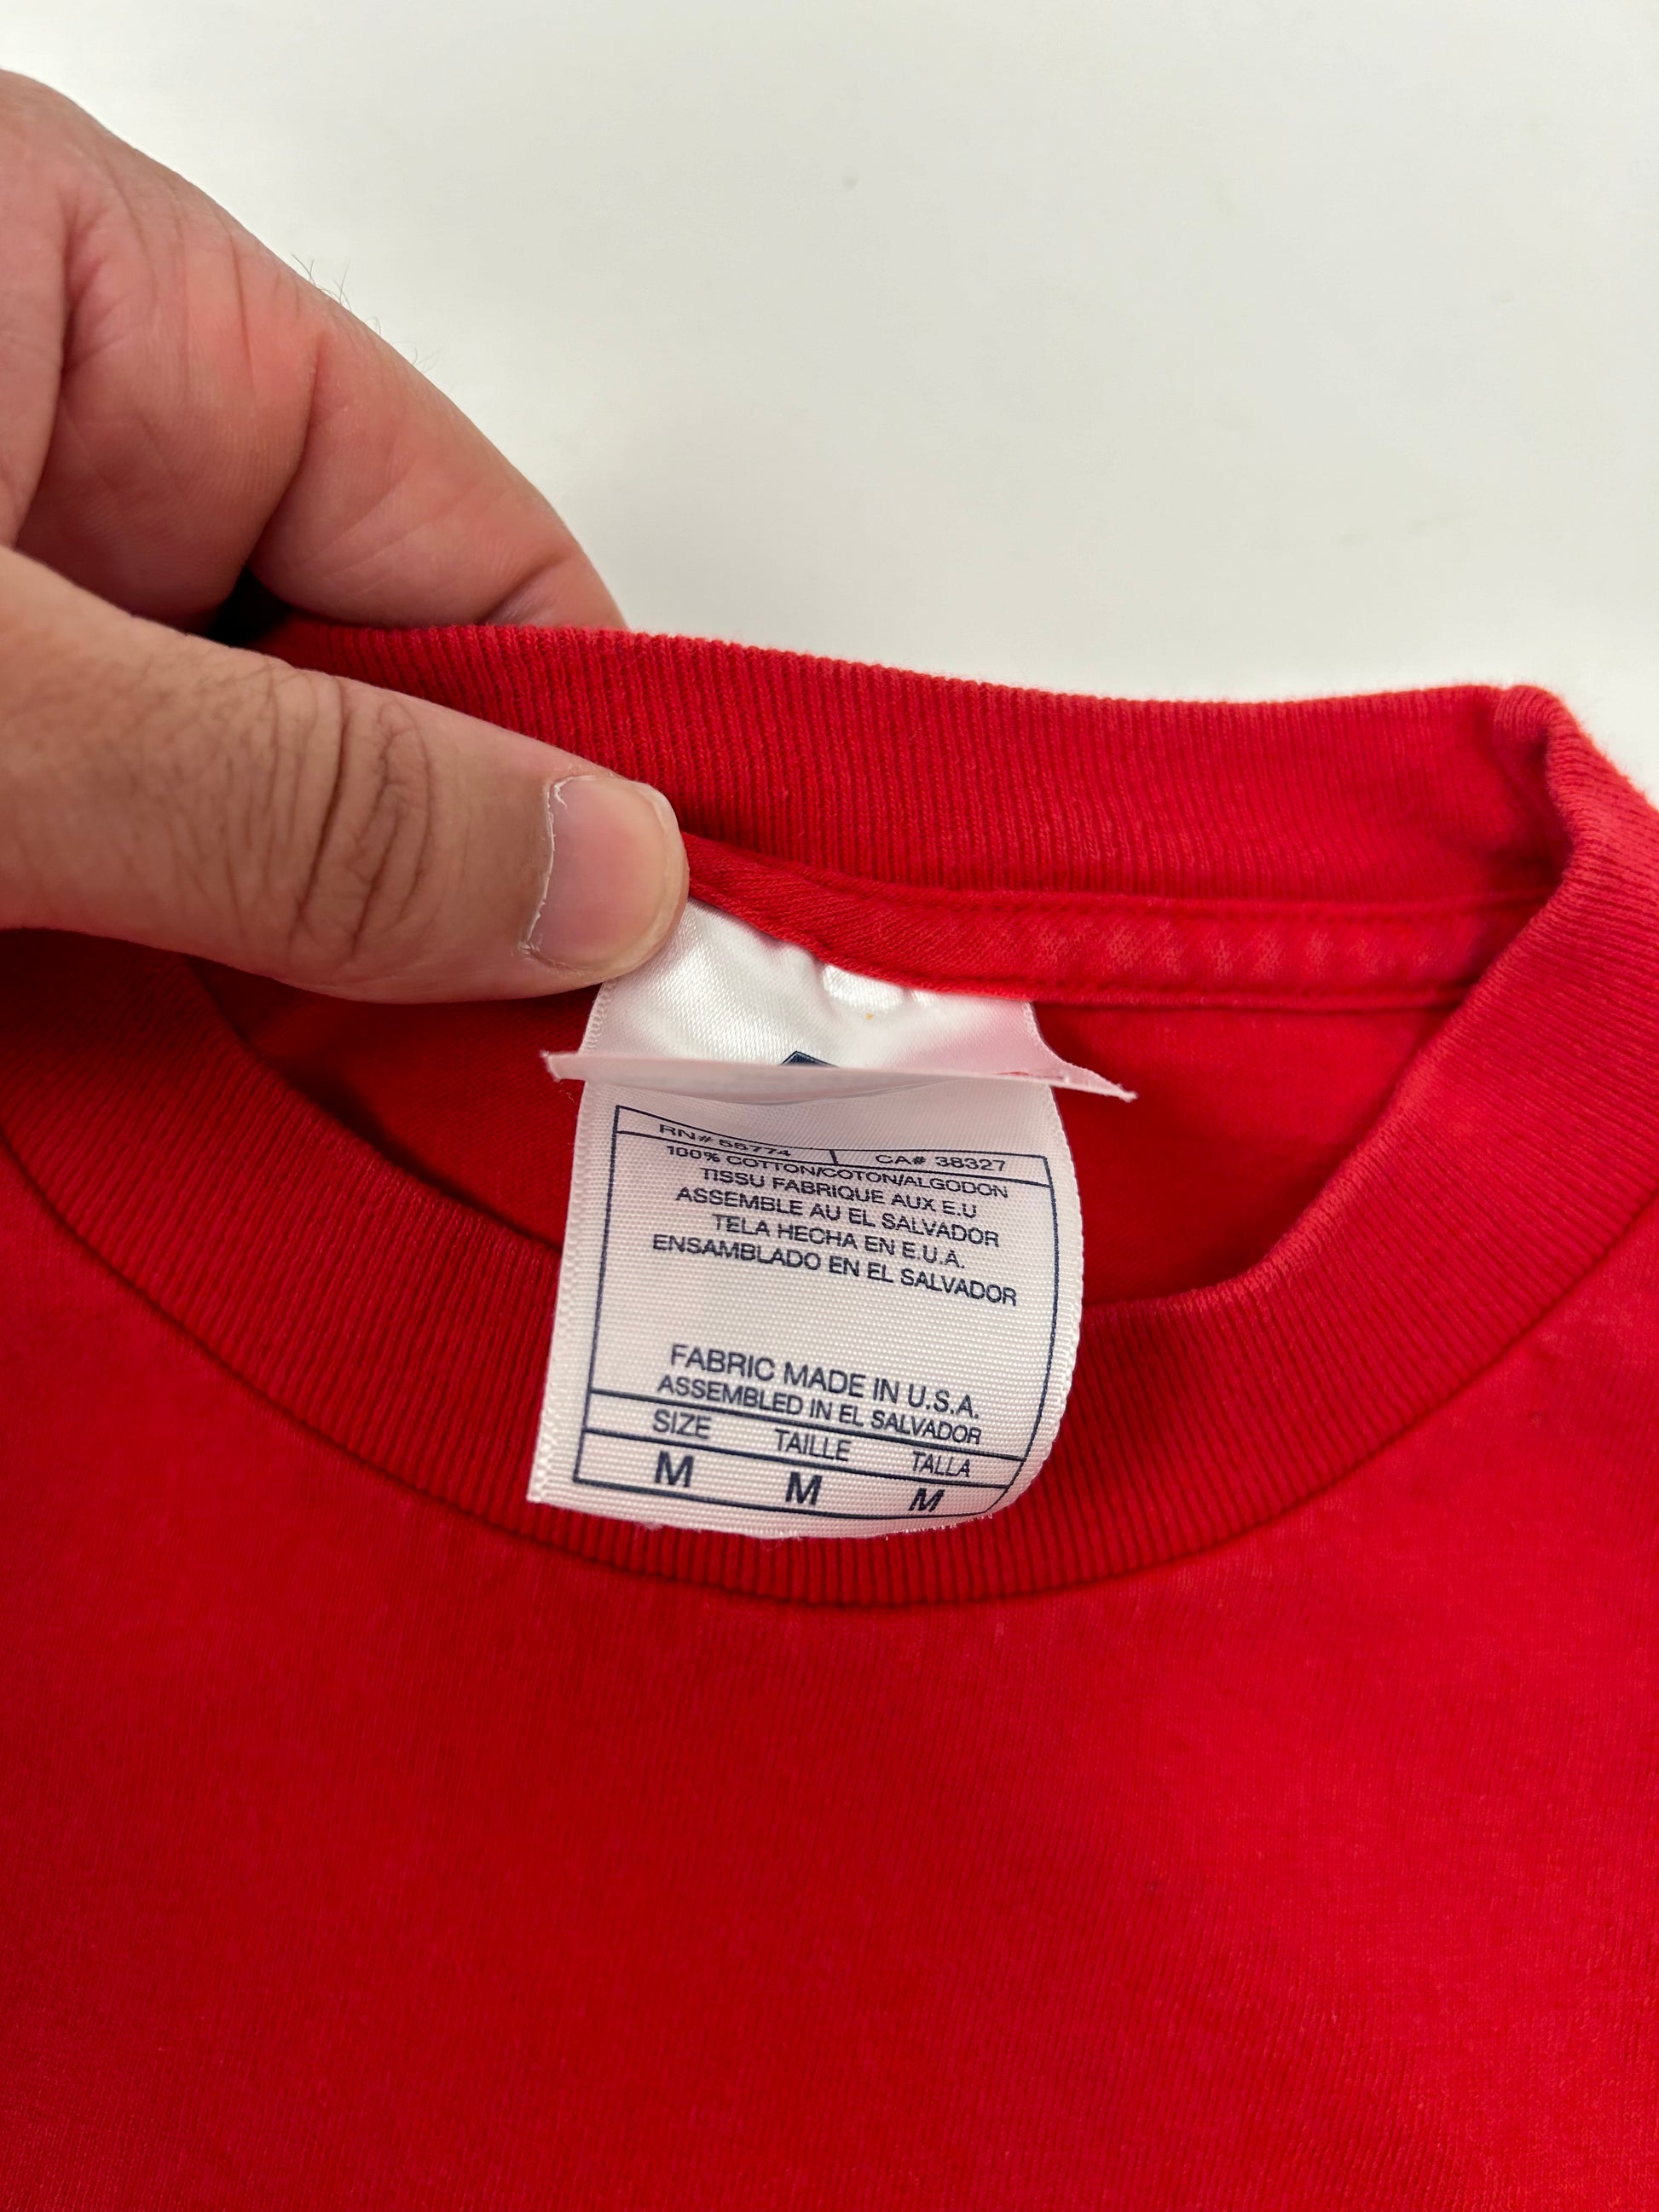 RN# 55774 CA# 38327
100% COTTON/COTON/ALGODON
TISSU FABRIQUE AUX E.U
ASSEMBLE AU EL SALVADOR
TELA HECHA EN E.U.A.
ENSAMBLADO EN EL SALVADOR
FABRIC MADE IN U.S.A.
ASSEMBLED IN EL SALVADOR
SIZE TAILLE TALLA
M M M